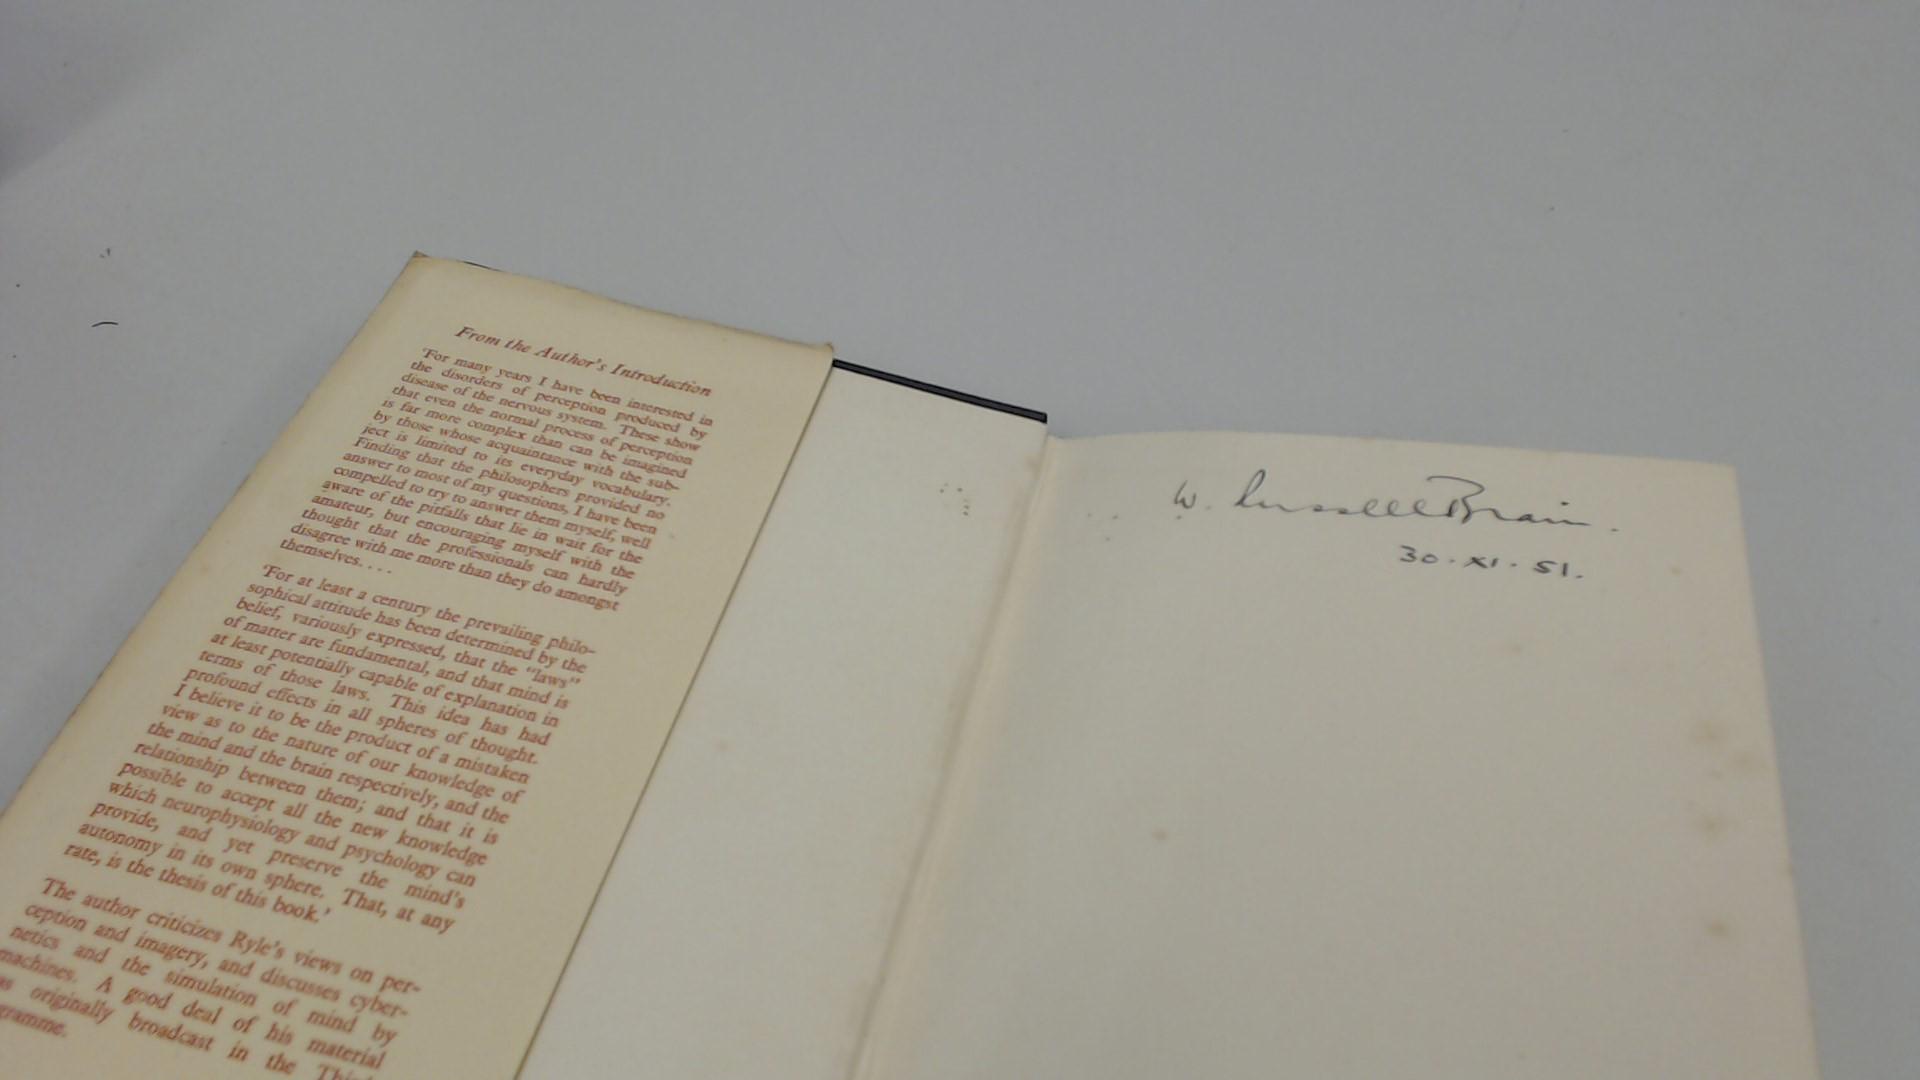 From the Author's Introduction
'For many years I have been interested in
the disorders of perception produced by
disease of the nervous system. These show
that even the normal process of perception
is far more complex than can be imagined
by those whose acquaintance with the sub-
ject is limited to its everyday vocabulary.
Finding that the philosophers provided no
answer to most of my questions, I have been
compelled to try to answer them myself, well
aware of the pitfalls that lie in wait for the
amateur, but encouraging myself with the
thought that the professionals can hardly
disagree with me more than they do amongst
themselves. . . .
'For at least a century the prevailing philo-
sophical attitude has been determined by the
belief, variously expressed, that the "laws"
of matter are fundamental, and that mind is
at least potentially capable of explanation in
terms of those laws. This idea has had
profound effects in all spheres of thought.
I believe it to be the product of a mistaken
view as to the nature of our knowledge of
the mind and the brain respectively, and the
relationship between them; and that it is
possible to accept all the new knowledge
which neurophysiology and psychology can
provide, and yet preserve the mind's
autonomy in its own sphere. That, at any
rate, is the thesis of this book.'
The author criticizes Ryle's views on per-
ception and imagery, and discusses cyber-
netics and the simulation of mind by
machines. A good deal of his material
originally broadcast in the
W. Russell Brain.
30.XI.51.